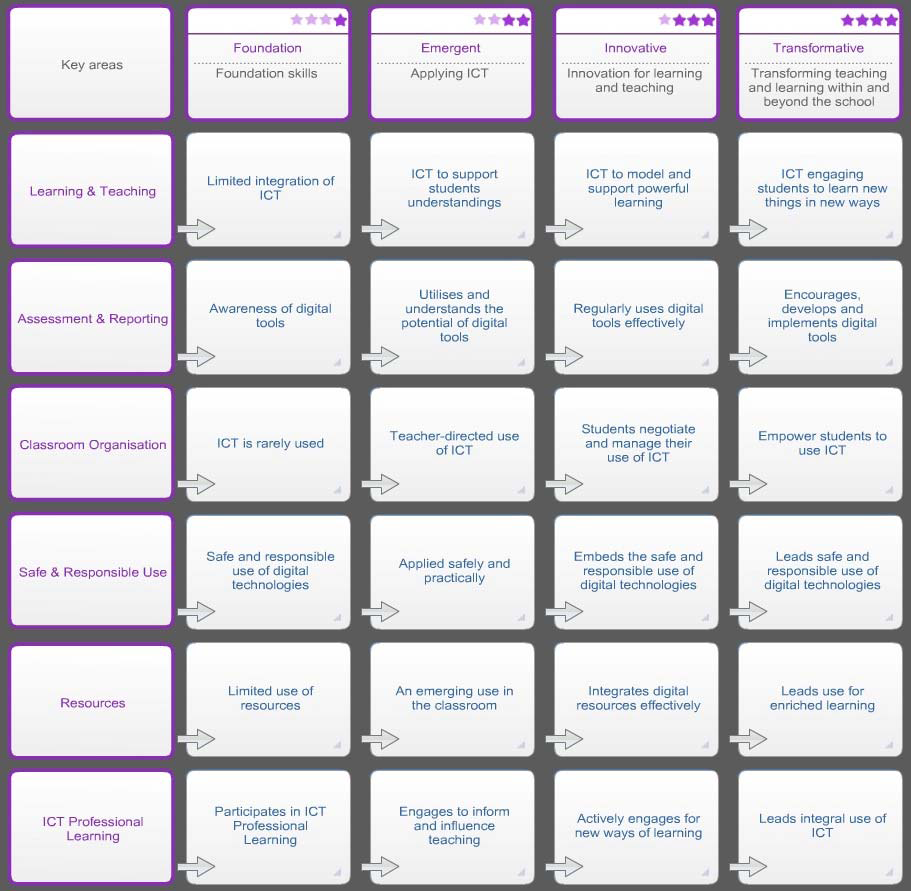 Key areas
Foundation
Foundation skills
Emergent
Applying ICT
Innovative
Innovation for learning
and teaching
Transformative
Transforming teaching
and learning within and
beyond the school
Learning & Teaching
Limited integration of
ICT
ICT to support
students
understandings
ICT to model and
support powerful
learning
ICT engaging
students to learn new
things in new ways
Assessment & Reporting
Awareness of digital
tools
Utilises and
understands the
potential of digital
tools
Regularly uses digital
tools effectively
Encourages,
develops and
implements digital
tools
Classroom Organisation
ICT is rarely used
Teacher-directed use
of ICT
Students negotiate
and manage their
use of ICT
Empower students to
use ICT
Safe & Responsible Use
Safe and responsible
use of digital
technologies
Applied safely and
practically
Embeds the safe and
responsible use of
digital technologies
Leads safe and
responsible use of
digital technologies
Resources
Limited use of
resources
An emerging use in
the classroom
Integrates digital
resources effectively
Leads use for
enriched learning
ICT Professional
Learning
Participates in ICT
Professional
Learning
Engages to inform
and influence
teaching
Actively engages for
new ways of learning
Leads integral use of
ICT